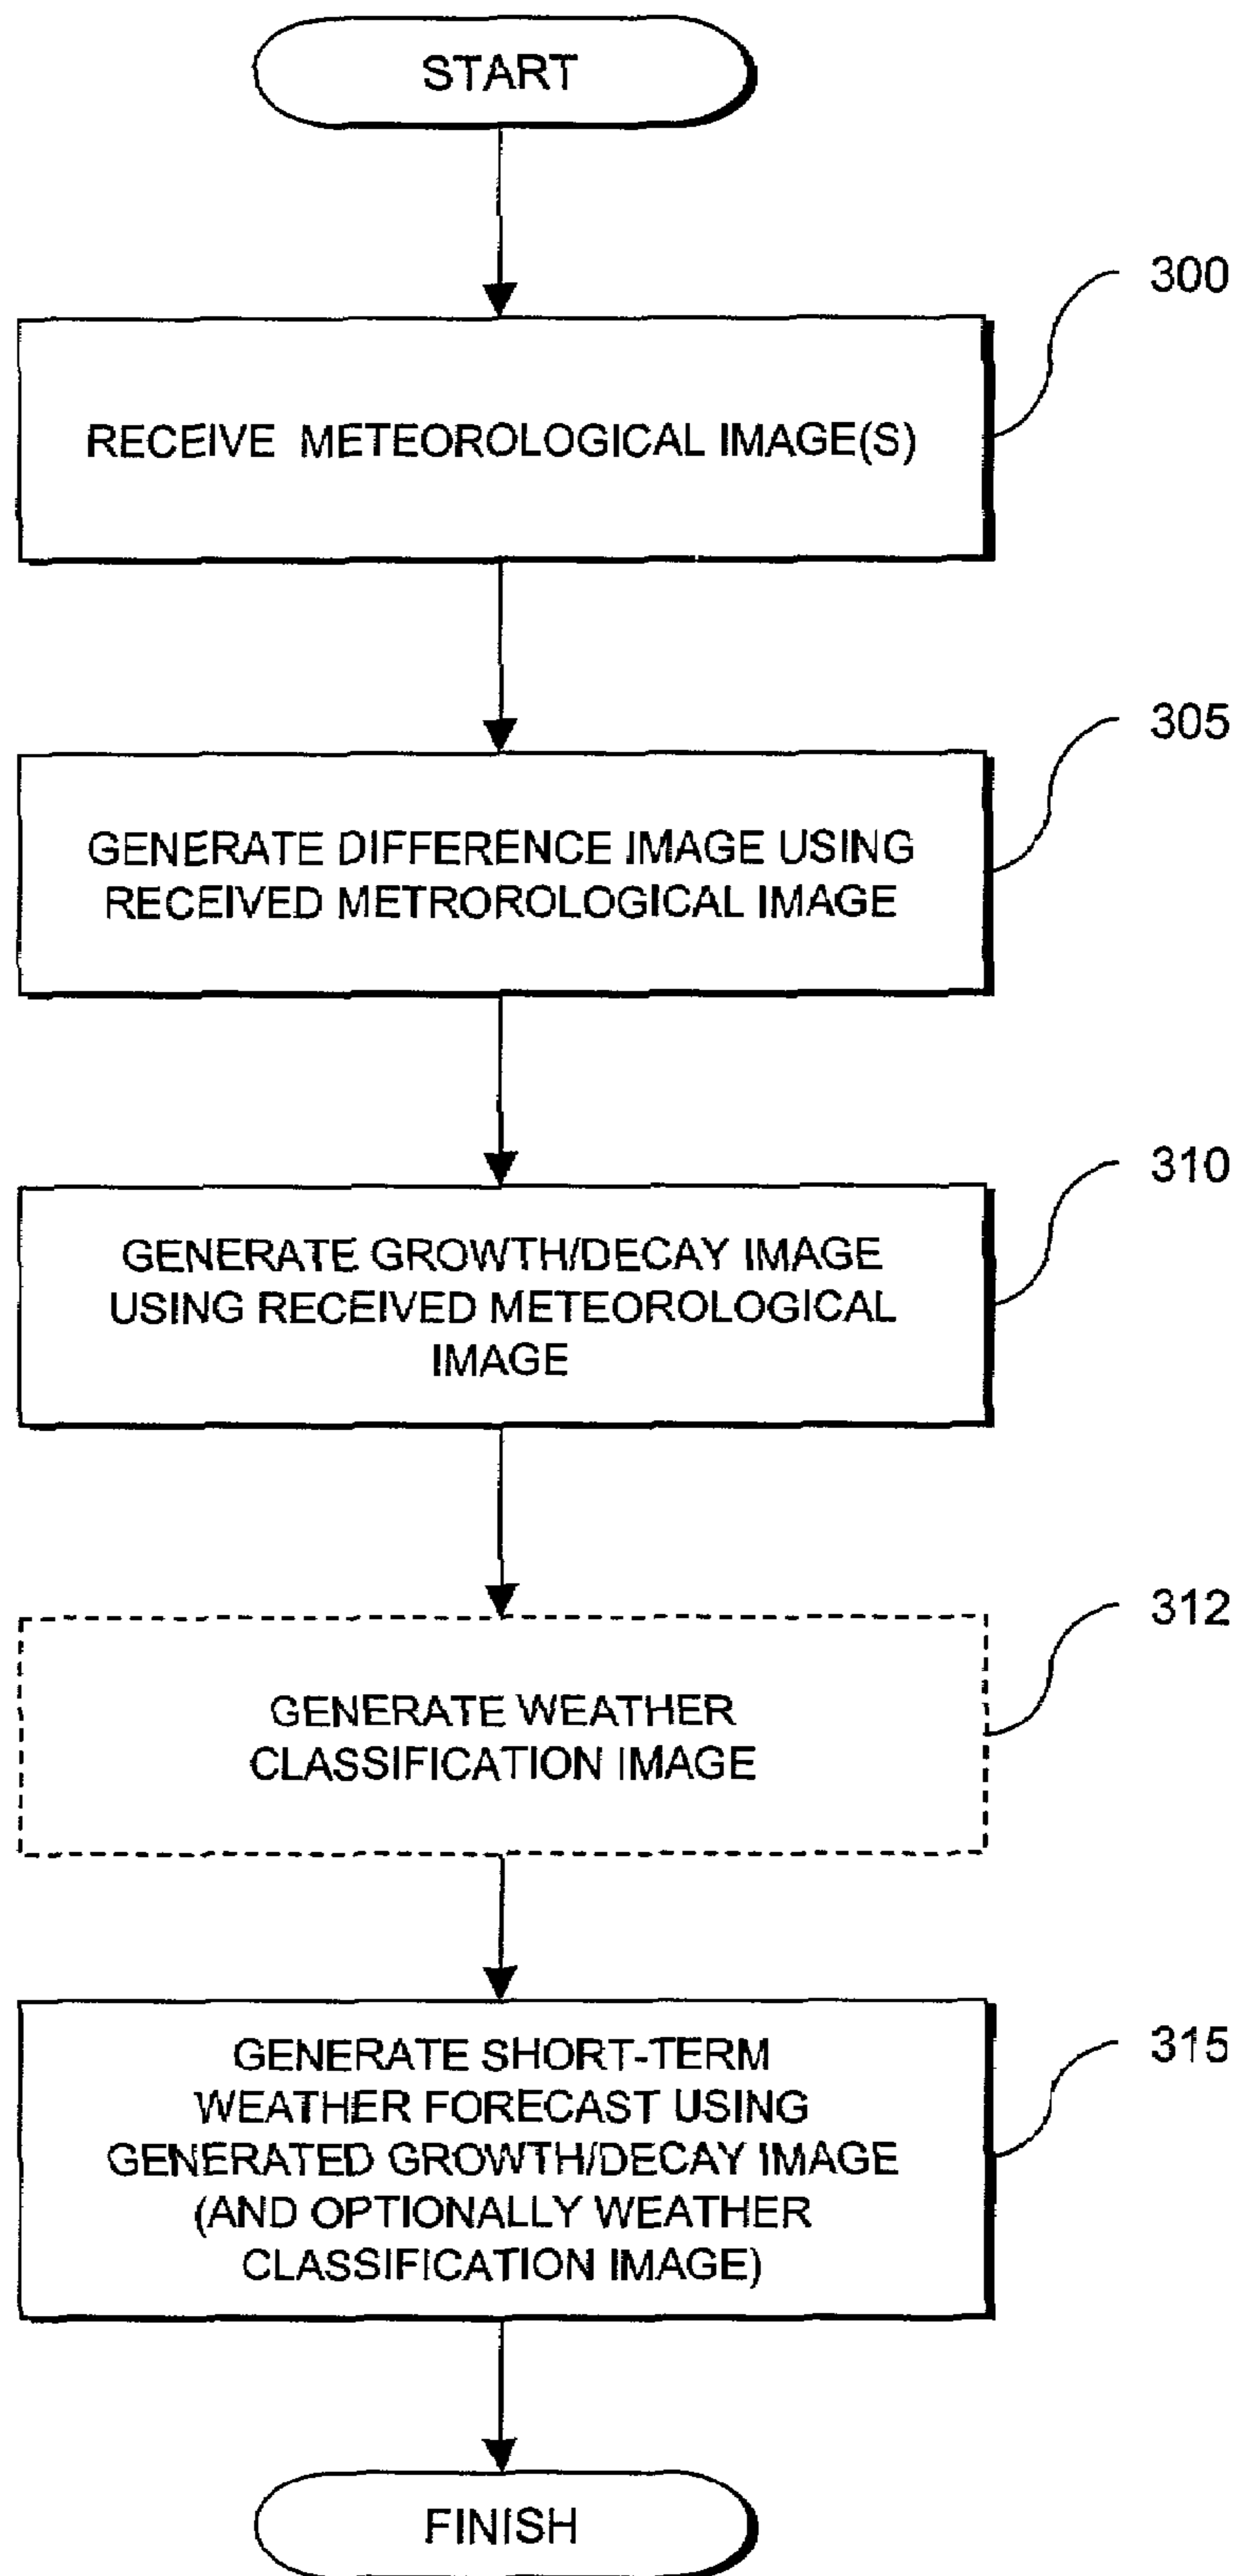 START
300
RECEIVE METEOROLOGICAL IMAGE(S)
305
GENERATE DIFFERENCE IMAGE USING
RECEIVED METROROLOGICAL IMAGE
310
GENERATE GROWTH/DECAY IMAGE
USING RECEIVED METEOROLOGICAL
IMAGE
312
GENERATE WEATHER
CLASSIFICATION IMAGE
315
GENERATE SHORT-TERM
WEATHER FORECAST USING
GENERATED GROWTH/DECAY IMAGE
(AND OPTIONALLY WEATHER
CLASSIFICATION IMAGE)
FINISH